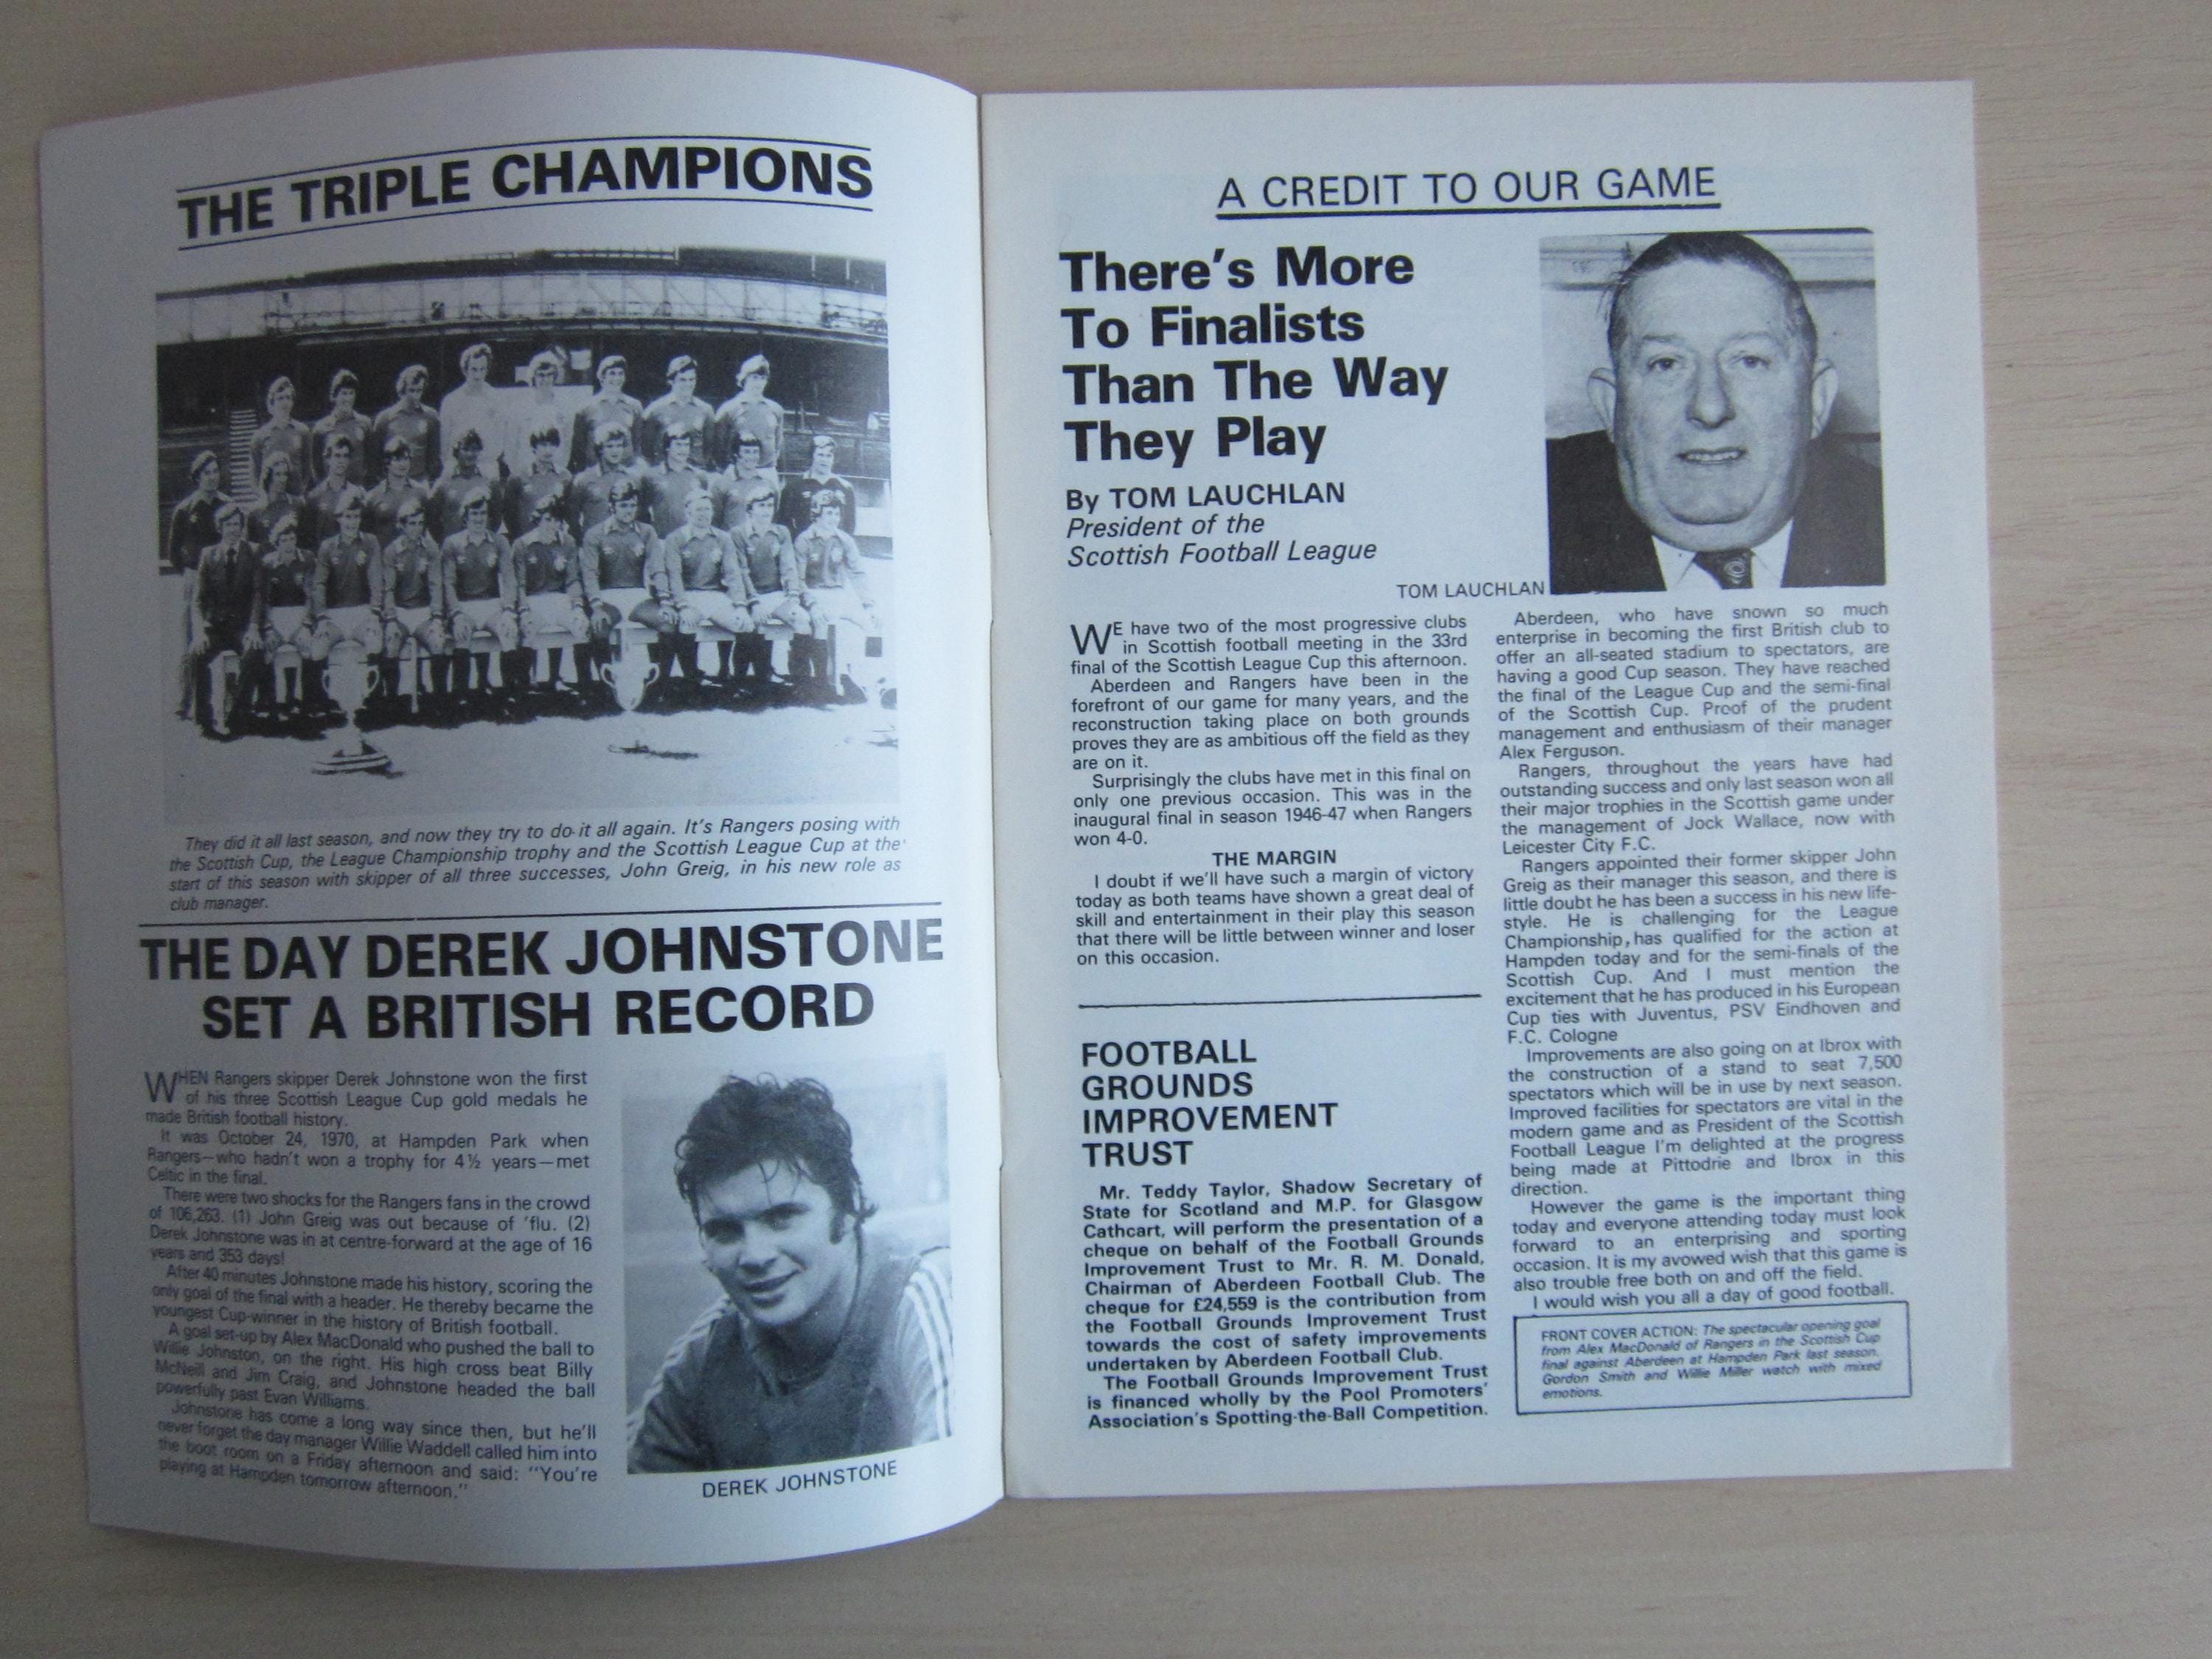 THE TRIPLE CHAMPIONS
They did it all last season, and now they try to do it all again. It's Rangers posing with
the Scottish Cup, the League Championship trophy and the Scottish League Cup at the
start of this season with skipper of all three successes, John Greig, in his new role as
club manager.
THE DAY DEREK JOHNSTONE
SET A BRITISH RECORD
WHEN Rangers skipper Derek Johnstone won the first
of his three Scottish League Cup gold medals he
made British football history.
It was October 24, 1970, at Hampden Park when
Rangers—who hadn't won a trophy for 4½ years—met
Celtic in the final.
There were two shocks for the Rangers fans in the crowd
of 106,263. (1) John Greig was out because of 'flu. (2)
Derek Johnstone was in at centre-forward at the age of 16
years and 353 days!
After 40 minutes Johnstone made his history, scoring the
only goal of the final with a header. He thereby became the
youngest Cup-winner in the history of British football.
A goal set-up by Alex MacDonald who pushed the ball to
Willie Johnston, on the right. His high cross beat Billy
McNeill and Jim Craig, and Johnstone headed the ball
powerfully past Evan Williams.
Johnstone has come a long way since then, but he'll
never forget the day manager Willie Waddell called him into
the boot room on a Friday afternoon and said: "You're
playing at Hampden tomorrow afternoon."
DEREK JOHNSTONE
A CREDIT TO OUR GAME
There's More
To Finalists
Than The Way
They Play
By TOM LAUCHLAN
President of the
Scottish Football League
TOM LAUCHLAN
WE have two of the most progressive clubs
in Scottish football meeting in the 33rd
final of the Scottish League Cup this afternoon.
Aberdeen and Rangers have been in the
forefront of our game for many years, and the
reconstruction taking place on both grounds
proves they are as ambitious off the field as they
are on it.
Surprisingly the clubs have met in this final on
only one previous occasion. This was in the
inaugural final in season 1946-47 when Rangers
won 4-0.
THE MARGIN
I doubt if we'll have such a margin of victory
today as both teams have shown a great deal of
skill and entertainment in their play this season
that there will be little between winner and loser
on this occasion.
FOOTBALL
GROUNDS
IMPROVEMENT
TRUST
Mr. Teddy Taylor, Shadow Secretary of
State for Scotland and M.P. for Glasgow
Cathcart, will perform the presentation of a
cheque on behalf of the Football Grounds
Improvement Trust to Mr. R. M. Donald,
Chairman of Aberdeen Football Club. The
cheque for £24,559 is the contribution from
the Football Grounds Improvement Trust
towards the cost of safety improvements
undertaken by Aberdeen Football Club.
The Football Grounds Improvement Trust
is financed wholly by the Pool Promoters'
Association's Spotting-the-Ball Competition.
Aberdeen, who have snown so much
enterprise in becoming the first British club to
offer an all-seated stadium to spectators, are
having a good Cup season. They have reached
the final of the League Cup and the semi-final
of the Scottish Cup. Proof of the prudent
management and enthusiasm of their manager
Alex Ferguson.
Rangers, throughout the years have had
outstanding success and only last season won all
their major trophies in the Scottish game under
the management of Jock Wallace, now with
Leicester City F.C.
Rangers appointed their former skipper John
Greig as their manager this season, and there is
little doubt he has been a success in his new life-
style. He is challenging for the League
Championship, has qualified for the action at
Hampden today and for the semi-finals of the
Scottish Cup. And I must mention the
excitement that he has produced in his European
Cup ties with Juventus, PSV Eindhoven and
F.C. Cologne
Improvements are also going on at Ibrox with
the construction of a stand to seat 7,500
spectators which will be in use by next season.
Improved facilities for spectators are vital in the
modern game and as President of the Scottish
Football League I'm delighted at the progress
being made at Pittodrie and Ibrox in this
direction.
However the game is the important thing
today and everyone attending today must look
forward to an enterprising and sporting
occasion. It is my avowed wish that this game is
also trouble free both on and off the field.
I would wish you all a day of good football.
FRONT COVER ACTION: The spectacular opening goal
from Alex MacDonald of Rangers in the Scottish Cup
final against Aberdeen at Hampden Park last season.
Gordon Smith and Willie Miller watch with mixed
emotions.